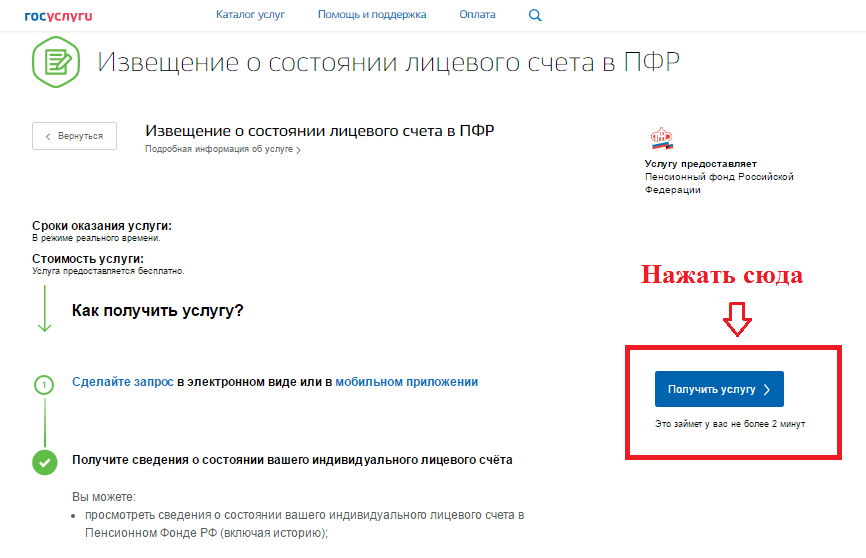 госуслуги
Каталог услуг
Помощь и поддержка
Оплата
Извещение о состоянии лицевого счета в ПФР
Вернуться
Извещение о состоянии лицевого счета в ПФР
Подробная информация об услуге
Услугу предоставляет
Пенсионный фонд Российской
Федерации
Сроки оказания услуги:
В режиме реального времени.
Стоимость услуги:
Услуга предоставляется бесплатно.
Нажать сюда
Как получить услугу?
1
Сделайте запрос в электронном виде или в мобильном приложении
Получить услугу
Это займет у вас не более 2 минут
Получите сведения о состоянии вашего индивидуального лицевого счёта
Вы можете:
• просмотреть сведения о состоянии вашего индивидуального лицевого счета в
Пенсионном Фонде РФ (включая историю);